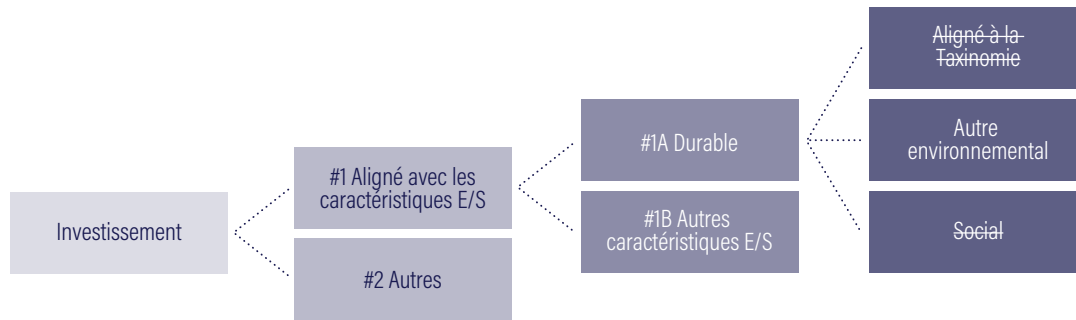 Investissement
#1 Aligné avec les
caractéristiques E/S
#2 Autres
#1A Durable
#1B Autres
caractéristiques E/S
Aligné à la
Taxinomie
Autre
environnemental
Social